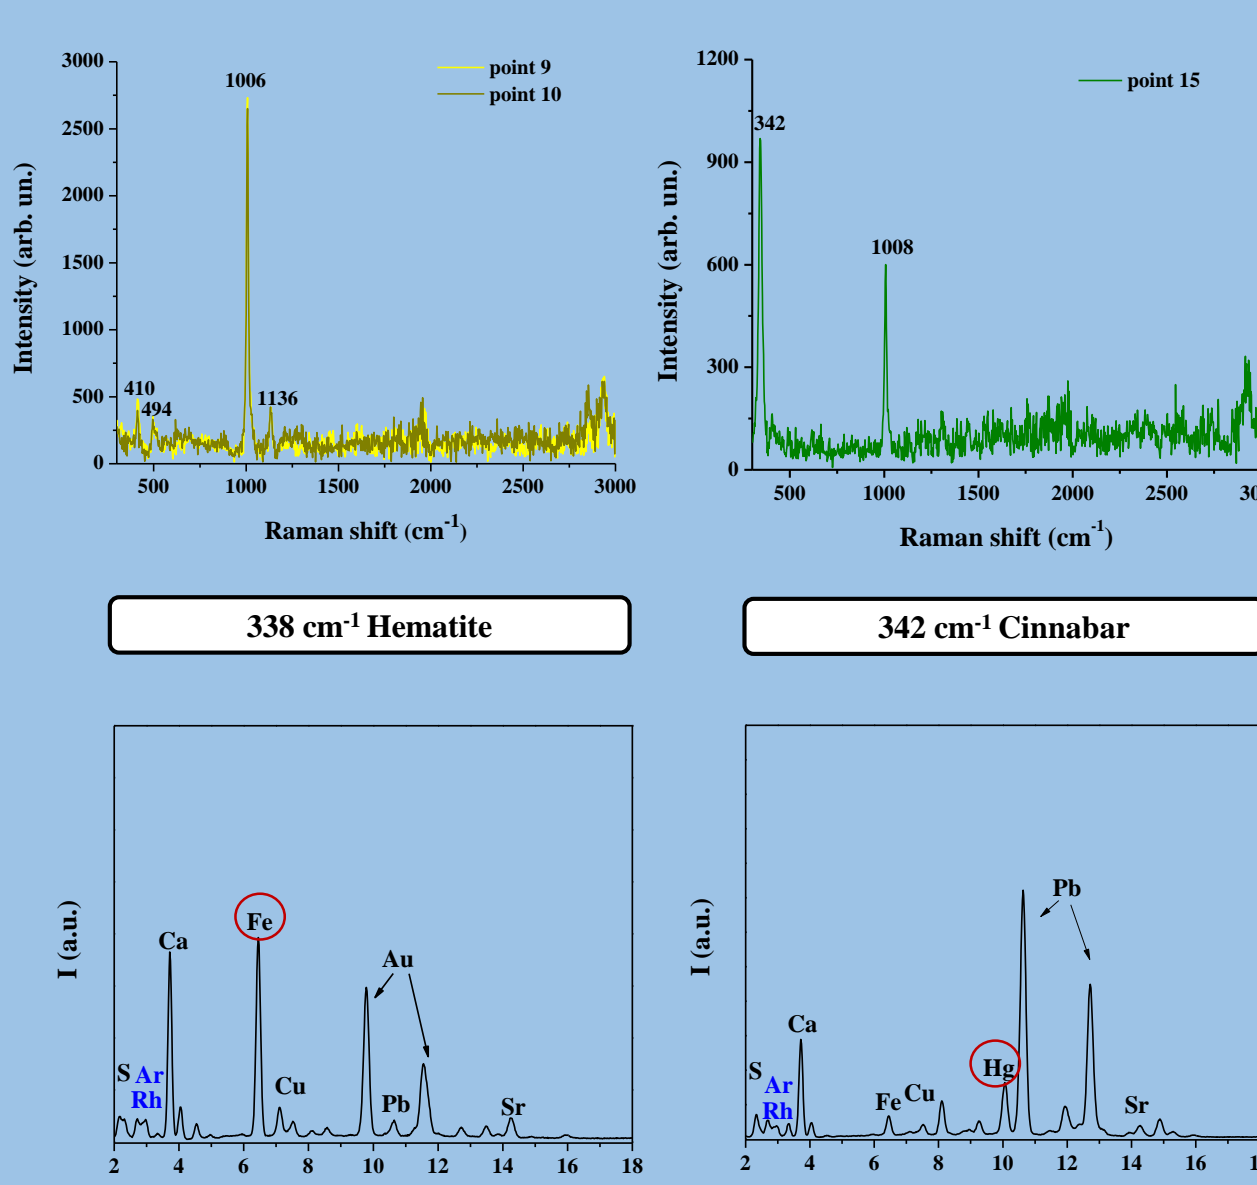 3000
2500
2000
1500
1000
500
0
Intensity (arb. un.)
1006
410
494
1136
point 9
point 10
500
1000
1500
2000
2500
3000
Raman shift (cm-1)
1200
900
600
300
0
Intensity (arb. un.)
342
1008
point 15
500
1000
1500
2000
2500
Raman shift (cm-1)
338 cm-1 Hematite
342 cm-1 Cinnabar
I (a.u.)
S
Ar
Rh
Ca
Fe
Cu
Au
Pb
Sr
2 4 6 8 10 12 14 16 18
I (a.u.)
S
Ar
Rh
Ca
Fe
Cu
Hg
Pb
Sr
2 4 6 8 10 12 14 16